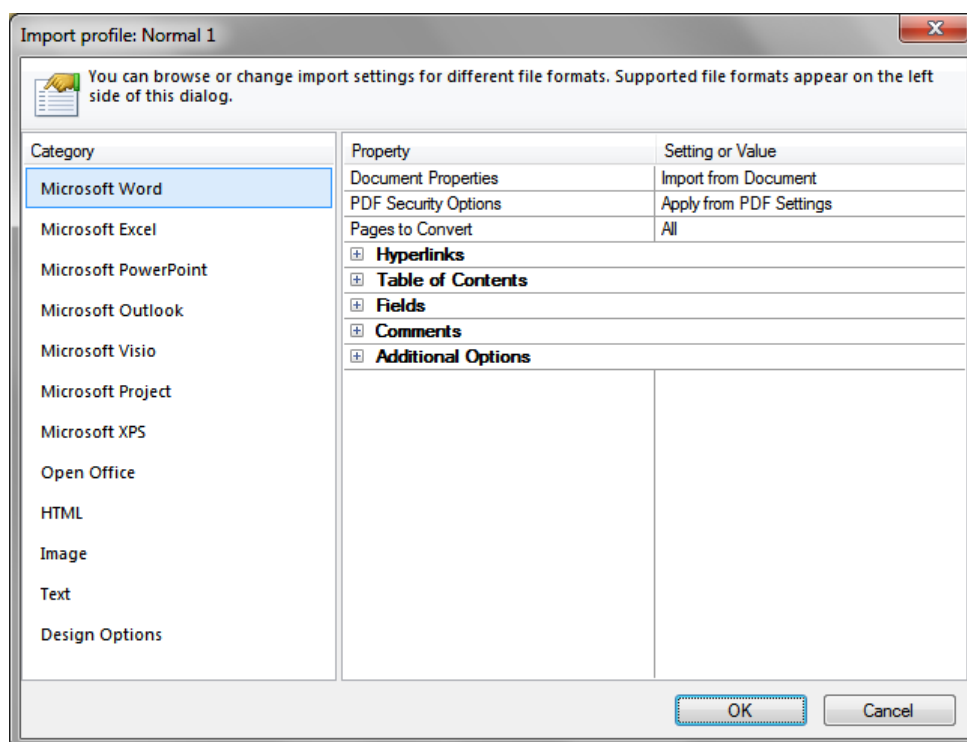 Import profile: Normal 1
You can browse or change import settings for different file formats. Supported file formats appear on the left
side of this dialog.
Category
Microsoft Word
Microsoft Excel
Microsoft PowerPoint
Microsoft Outlook
Microsoft Visio
Microsoft Project
Microsoft XPS
Open Office
HTML
Image
Text
Design Options
Property Setting or Value
Document Properties Import from Document
PDF Security Options Apply from PDF Settings
Pages to Convert All
Hyperlinks
Table of Contents
Fields
Comments
Additional Options
OK Cancel